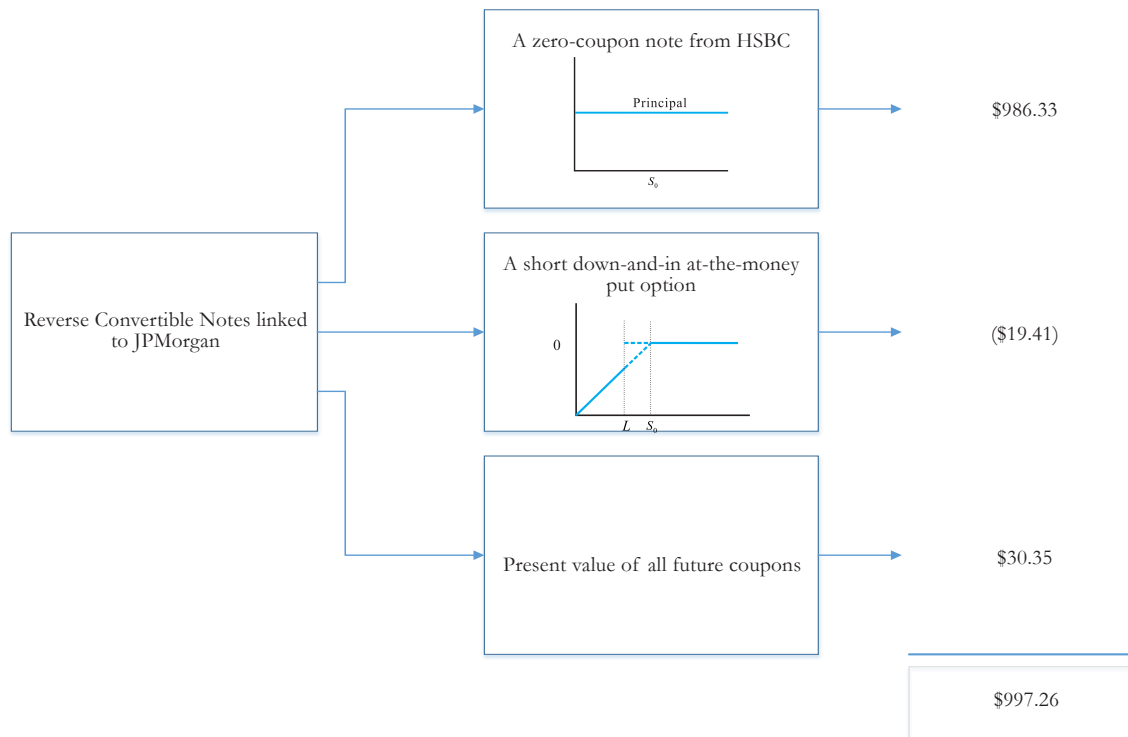 A zero-coupon note from HSBC
Principal
S₀
$986.33
Reverse Convertible Notes linked
to JPMorgan
A short down-and-in at-the-money
put option
0
L S₀
($19.41)
Present value of all future coupons
$30.35
$997.26